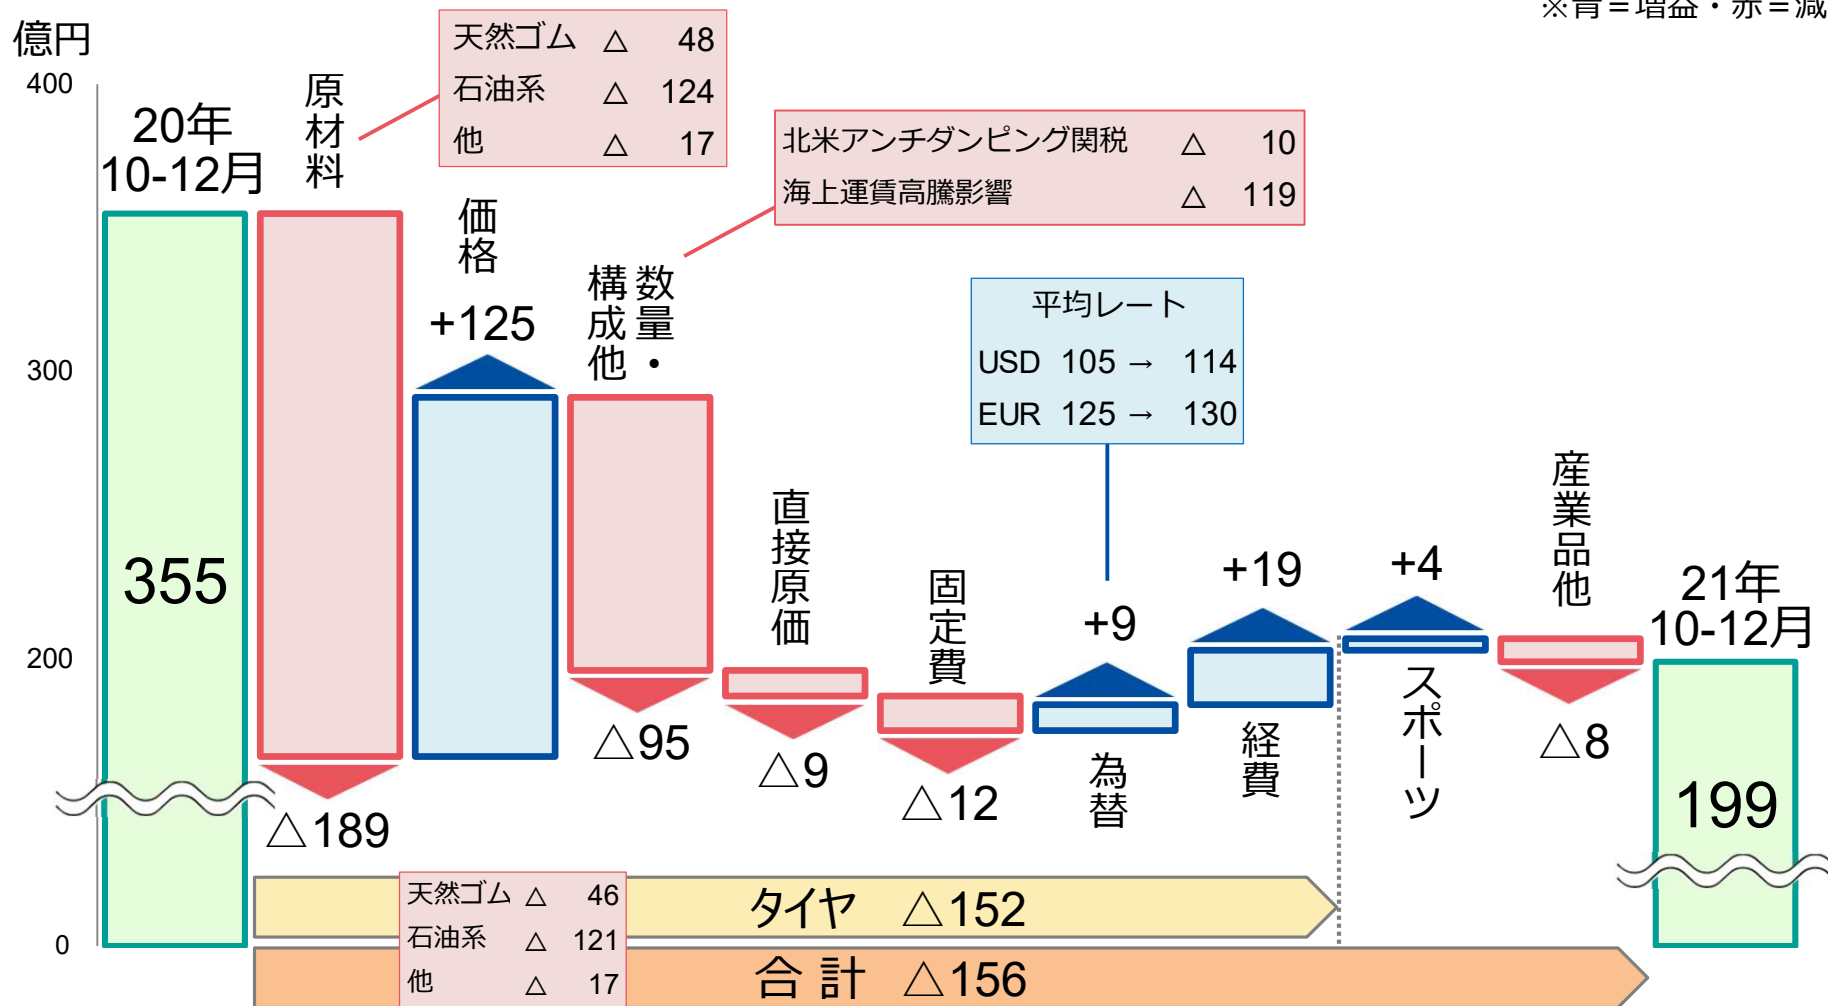 ※青＝増益・赤＝減
億円
400
300
200
0
20年
10-12月
355
原材料
△189
天然ゴム △ 48
石油系 △ 124
他 △ 17
価格
+125
数量・
構成他
△95
北米アンチダンピング関税 △ 10
海上運賃高騰影響 △ 119
直接原価
△9
固定費
△12
平均レート
USD 105 → 114
EUR 125 → 130
+9
為替
+19
経費
+4
スポーツ
産業品他
△8
21年
10-12月
199
天然ゴム △ 46
石油系 △ 121
他 △ 17
タイヤ △152
合計 △156